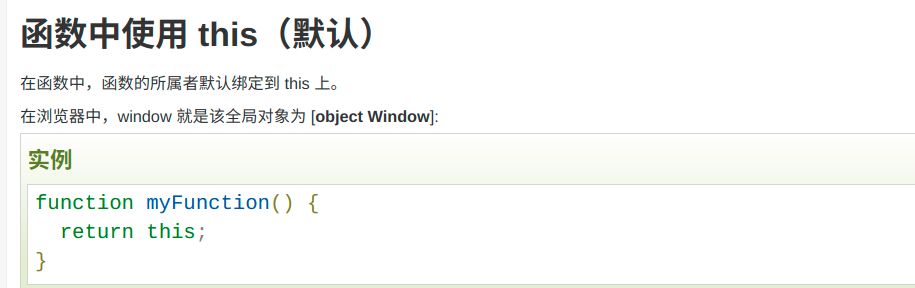 函数中使用 this（默认）
在函数中，函数的所属者默认绑定到 this 上。
在浏览器中，window 就是该全局对象为 [object Window]:
实例
function myFunction() {
  return this;
}